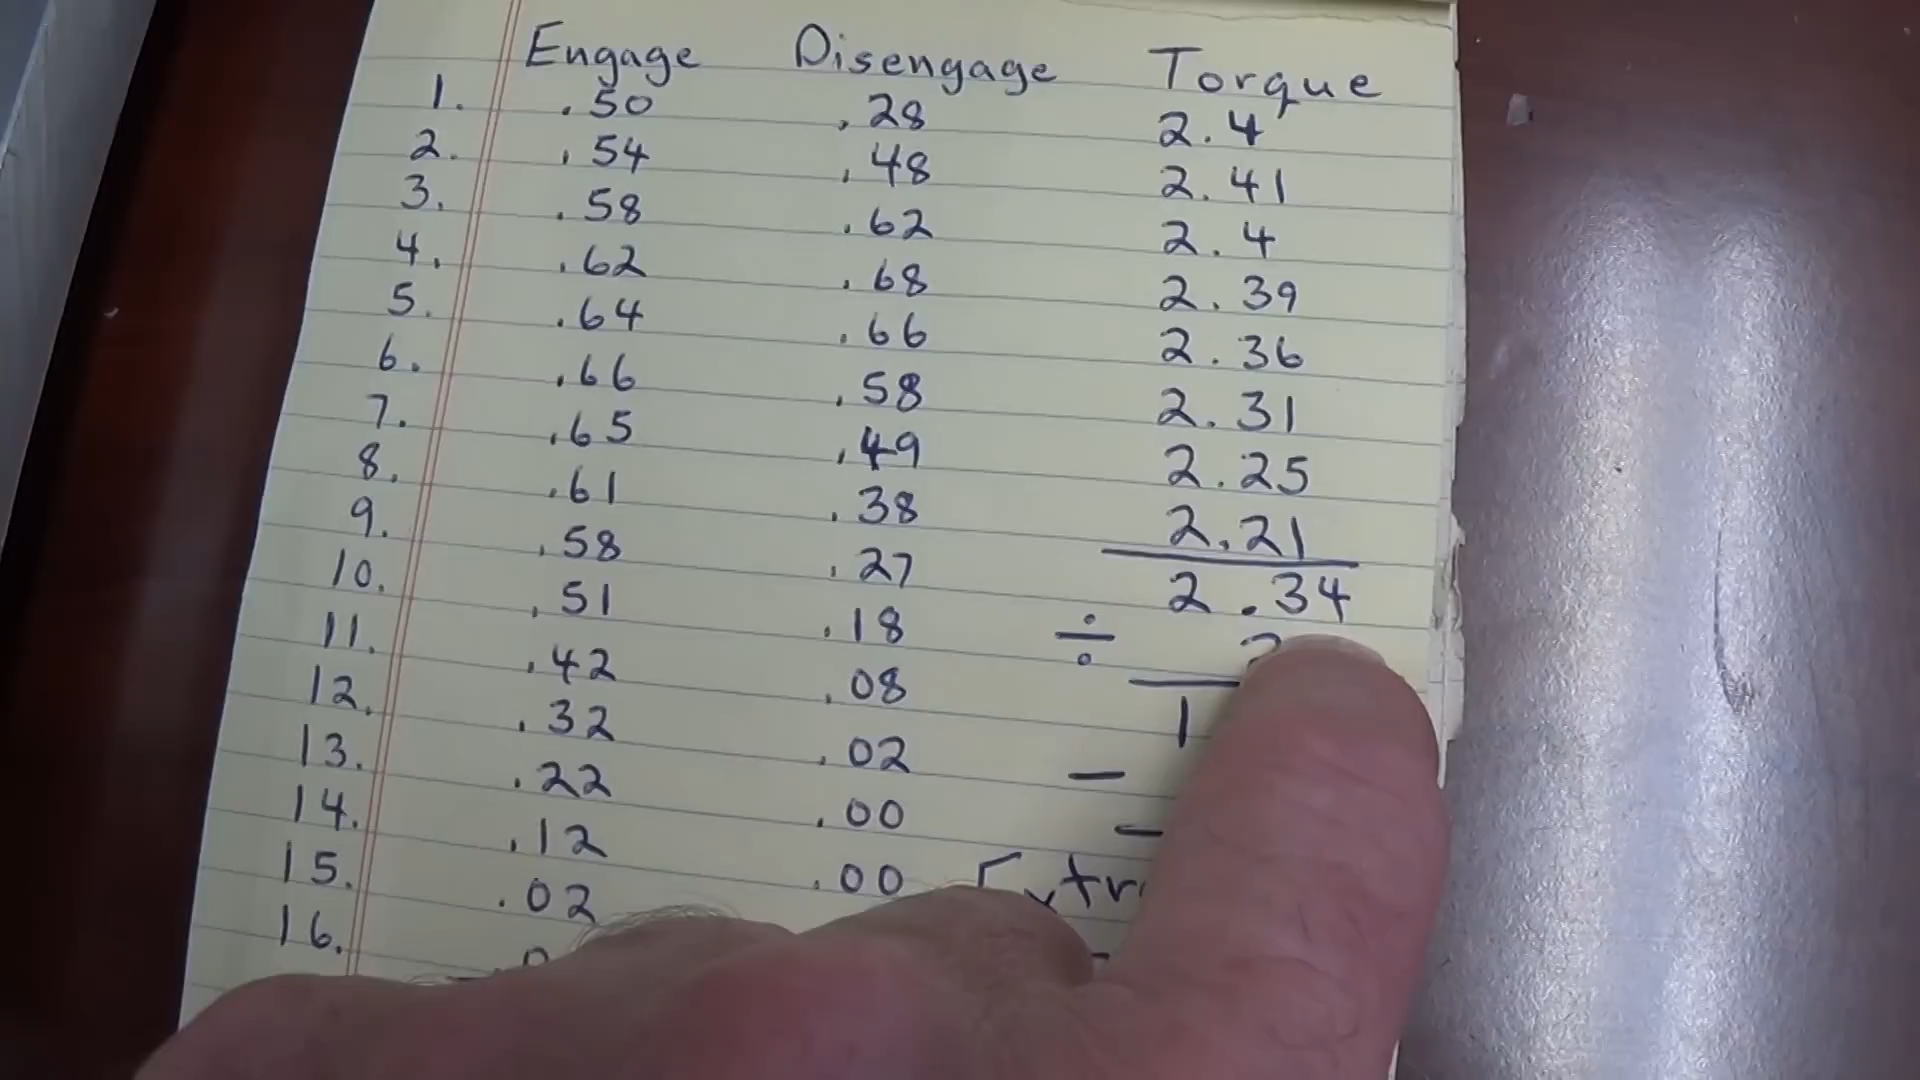 Engage Disengage Torque
1. .50 .28 2.4
2. .54 .48 2.41
3. .58 .62 2.4
4. .62 .68 2.39
5. .64 .66 2.36
6. .66 .58 2.31
7. .65 .49 2.25
8. .61 .38 2.21
9. .58 .27 2.34
10. .51 .18 ÷
11. .42 .08 1
12. .32 .02 —
13. .22 .00
14. .12 .00
15. .02
16.